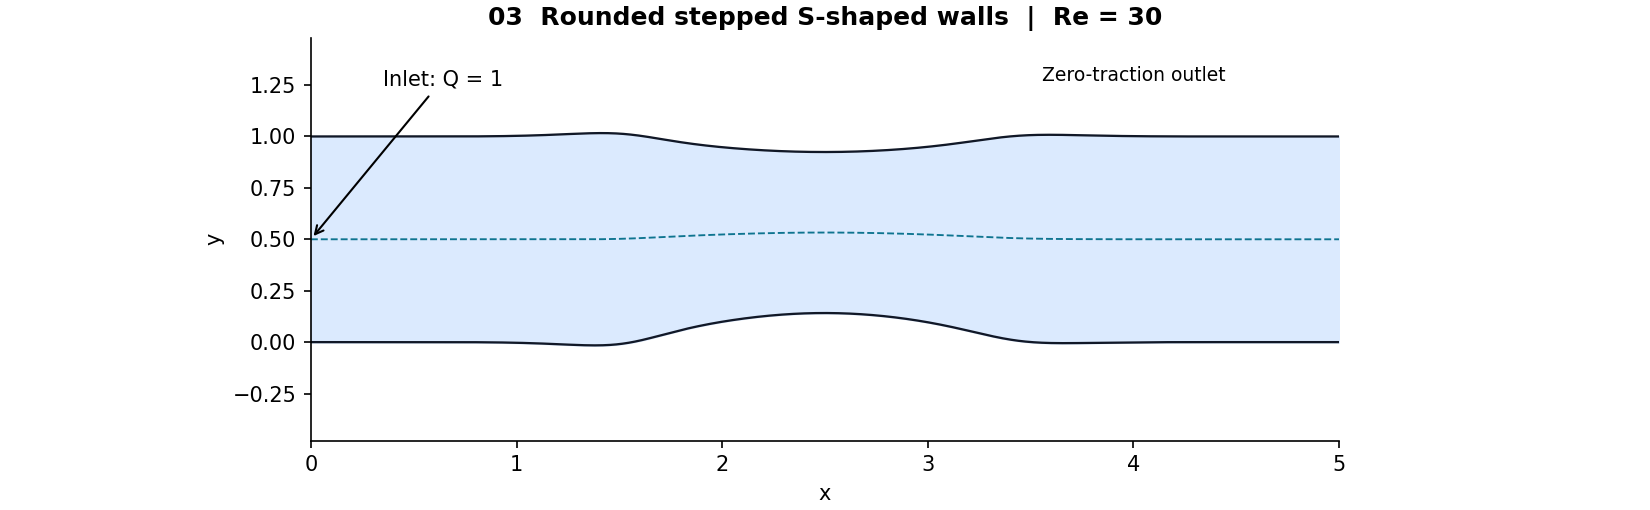 03  Rounded stepped S-shaped walls  |  Re = 30
Inlet: Q = 1
Zero-traction outlet
1.25
1.00
0.75
0.50
0.25
0.00
−0.25
y
0 1 2 3 4 5
x